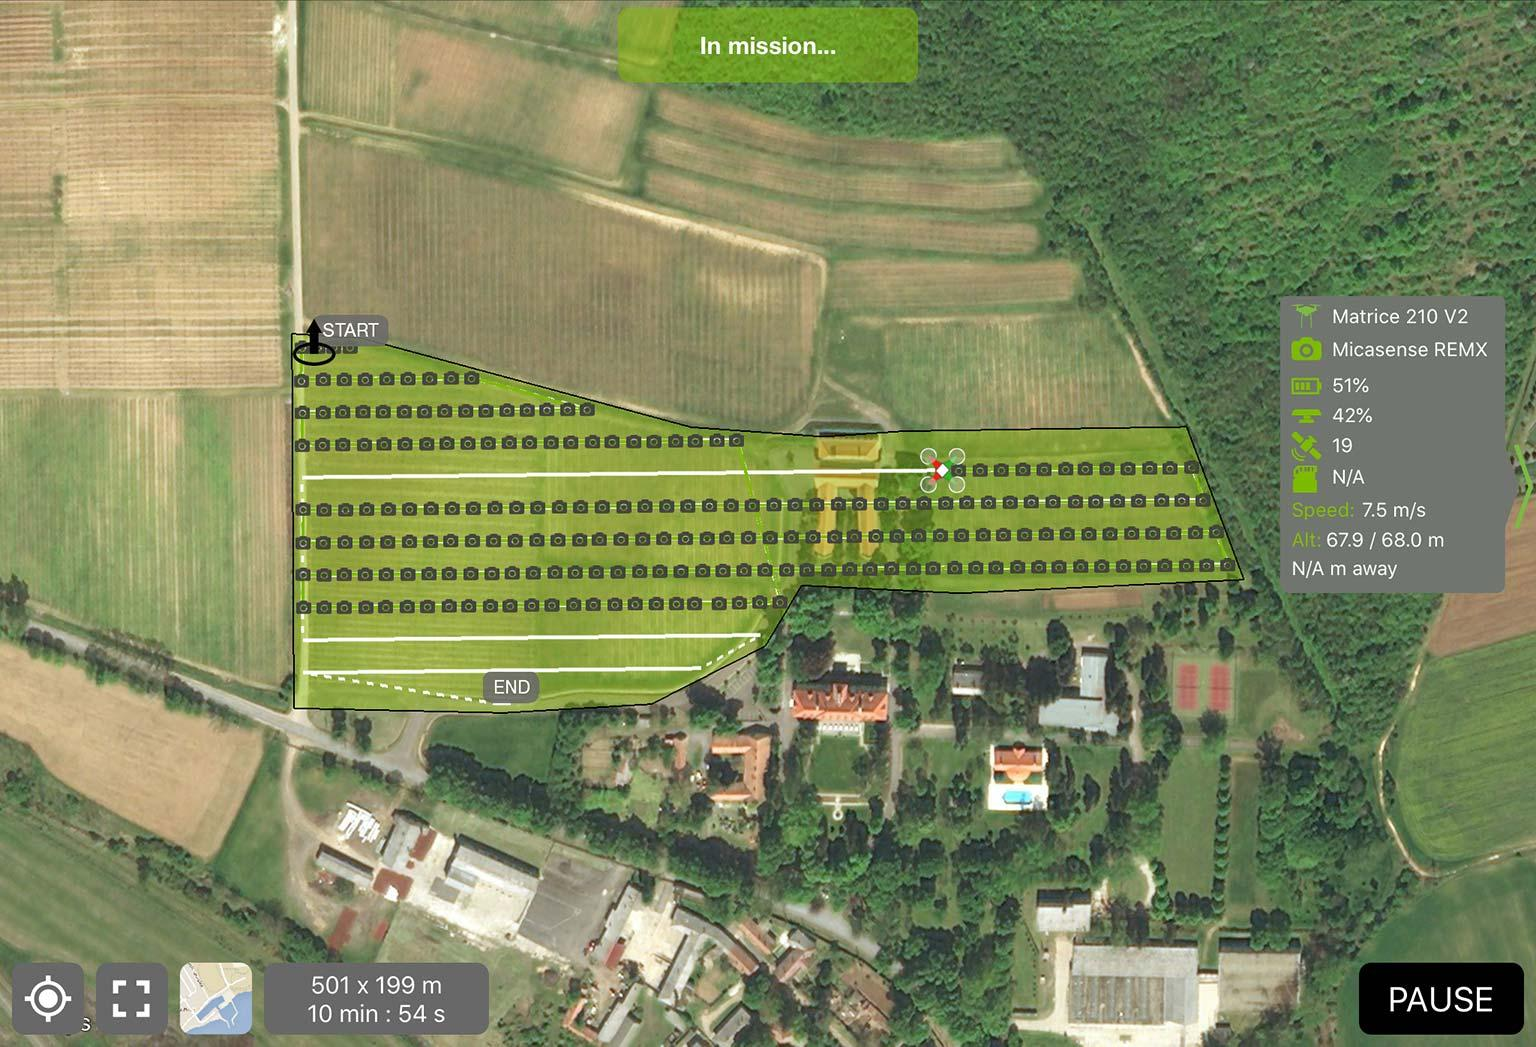 In mission...
START
Matrice 210 V2
Micasense REMX
51%
42%
19
N/A
Speed: 7.5 m/s
Alt: 67.9 / 68.0 m
N/A m away
END
501 x 199 m
10 min : 54 s
PAUSE